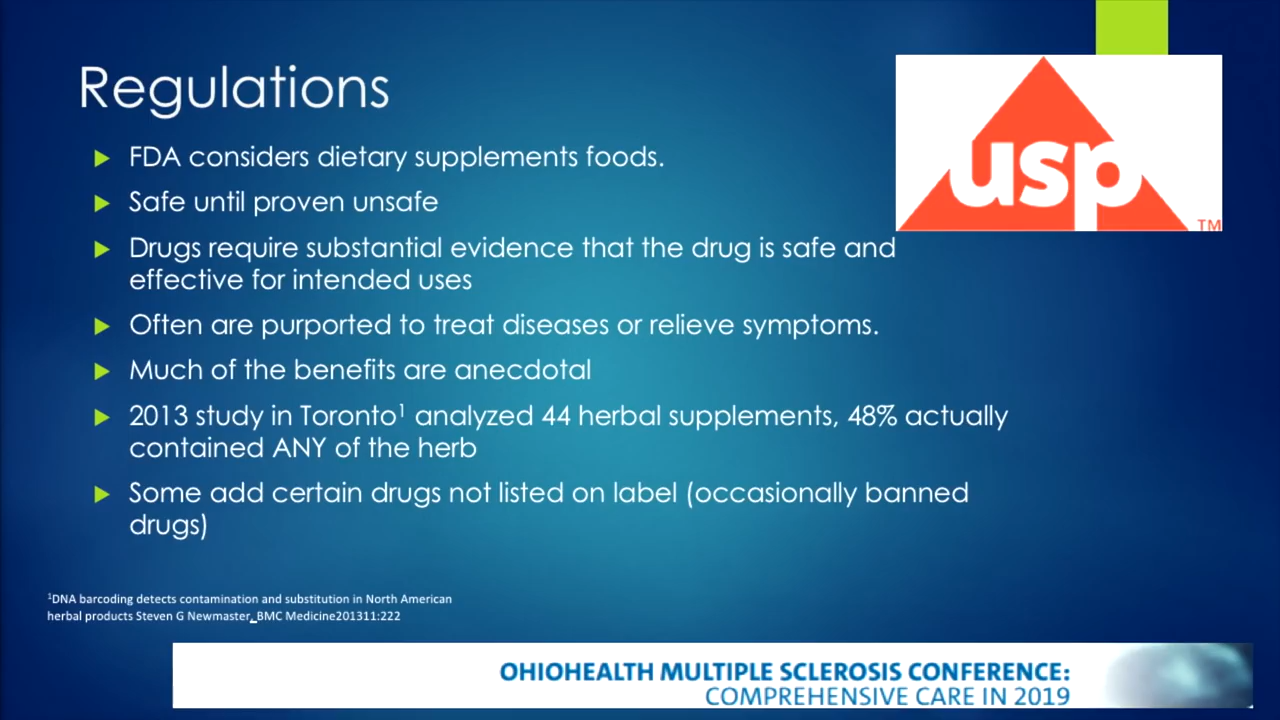 Regulations
usp
TM
FDA considers dietary supplements foods.
Safe until proven unsafe
Drugs require substantial evidence that the drug is safe and
effective for intended uses
Often are purported to treat diseases or relieve symptoms.
Much of the benefits are anecdotal
2013 study in Toronto¹ analyzed 44 herbal supplements, 48% actually
contained ANY of the herb
Some add certain drugs not listed on label (occasionally banned
drugs)
¹DNA barcoding detects contamination and substitution in North American
herbal products Steven G Newmaster, BMC Medicine201311:222
OHIOHEALTH MULTIPLE SCLEROSIS CONFERENCE:
COMPREHENSIVE CARE IN 2019